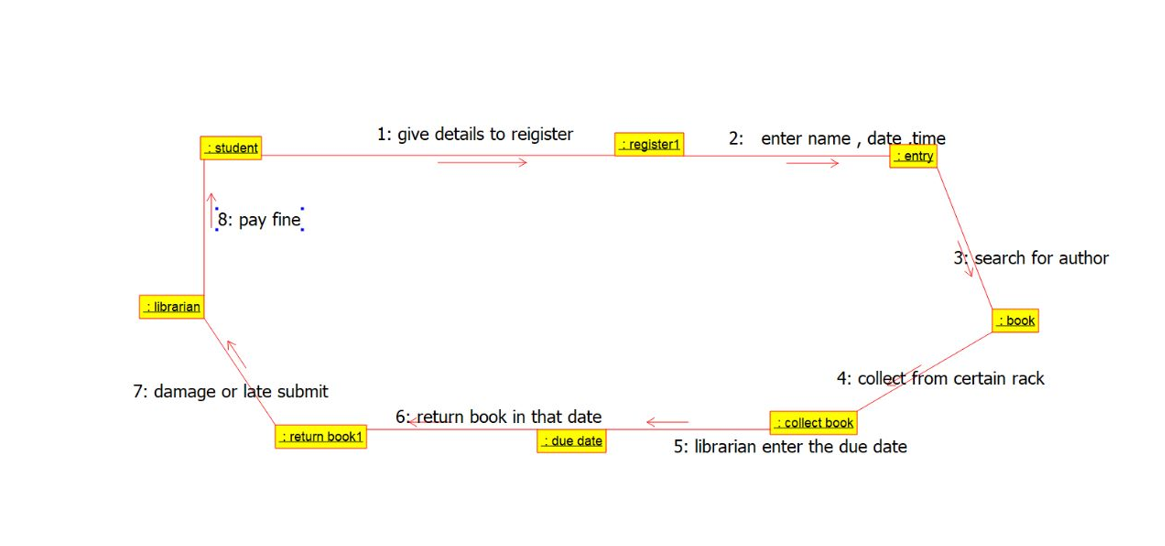 1: give details to reigister
: student
: register1
2: enter name , date .time
: entry
8: pay fine
3: search for author
: librarian
: book
7: damage or late submit
4: collect from certain rack
6: return book in that date
: collect book
: return book1
: due date
5: librarian enter the due date